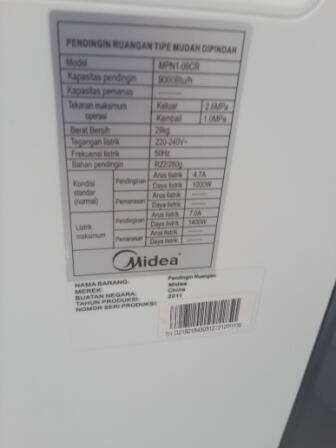 PENDINGIN RUANGAN TIPE MUDAH DIPINDAH
Model MPN1-09CR
Kapasitas pendingin 9000Btu/h
Kapasitas pemanas ———
Tekanan maksimum operasi Keluar 2.6MPa
Kembali 1.0MPa
Berat Bersih 29kg
Tegangan listrik 220-240V~
Frekuensi listrik 50Hz
Bahan pendingin R22/280g
Kondisi standar (normal) Pendinginan Arus listrik 4.7A
Daya listrik 1000W
Pemanasan Arus listrik ———
Daya listrik ———
Listrik maksimum Pendinginan Arus listrik 7.0A
Daya listrik 1400W
Pemanasan Arus listrik ———
Daya listrik ———
Midea
NAMA BARANG: Pendingin Ruangan
MEREK: Midea
BUATAN NEGARA: China
TAHUN PRODUKSI: 2011
NOMOR SERI PRODUKSI: